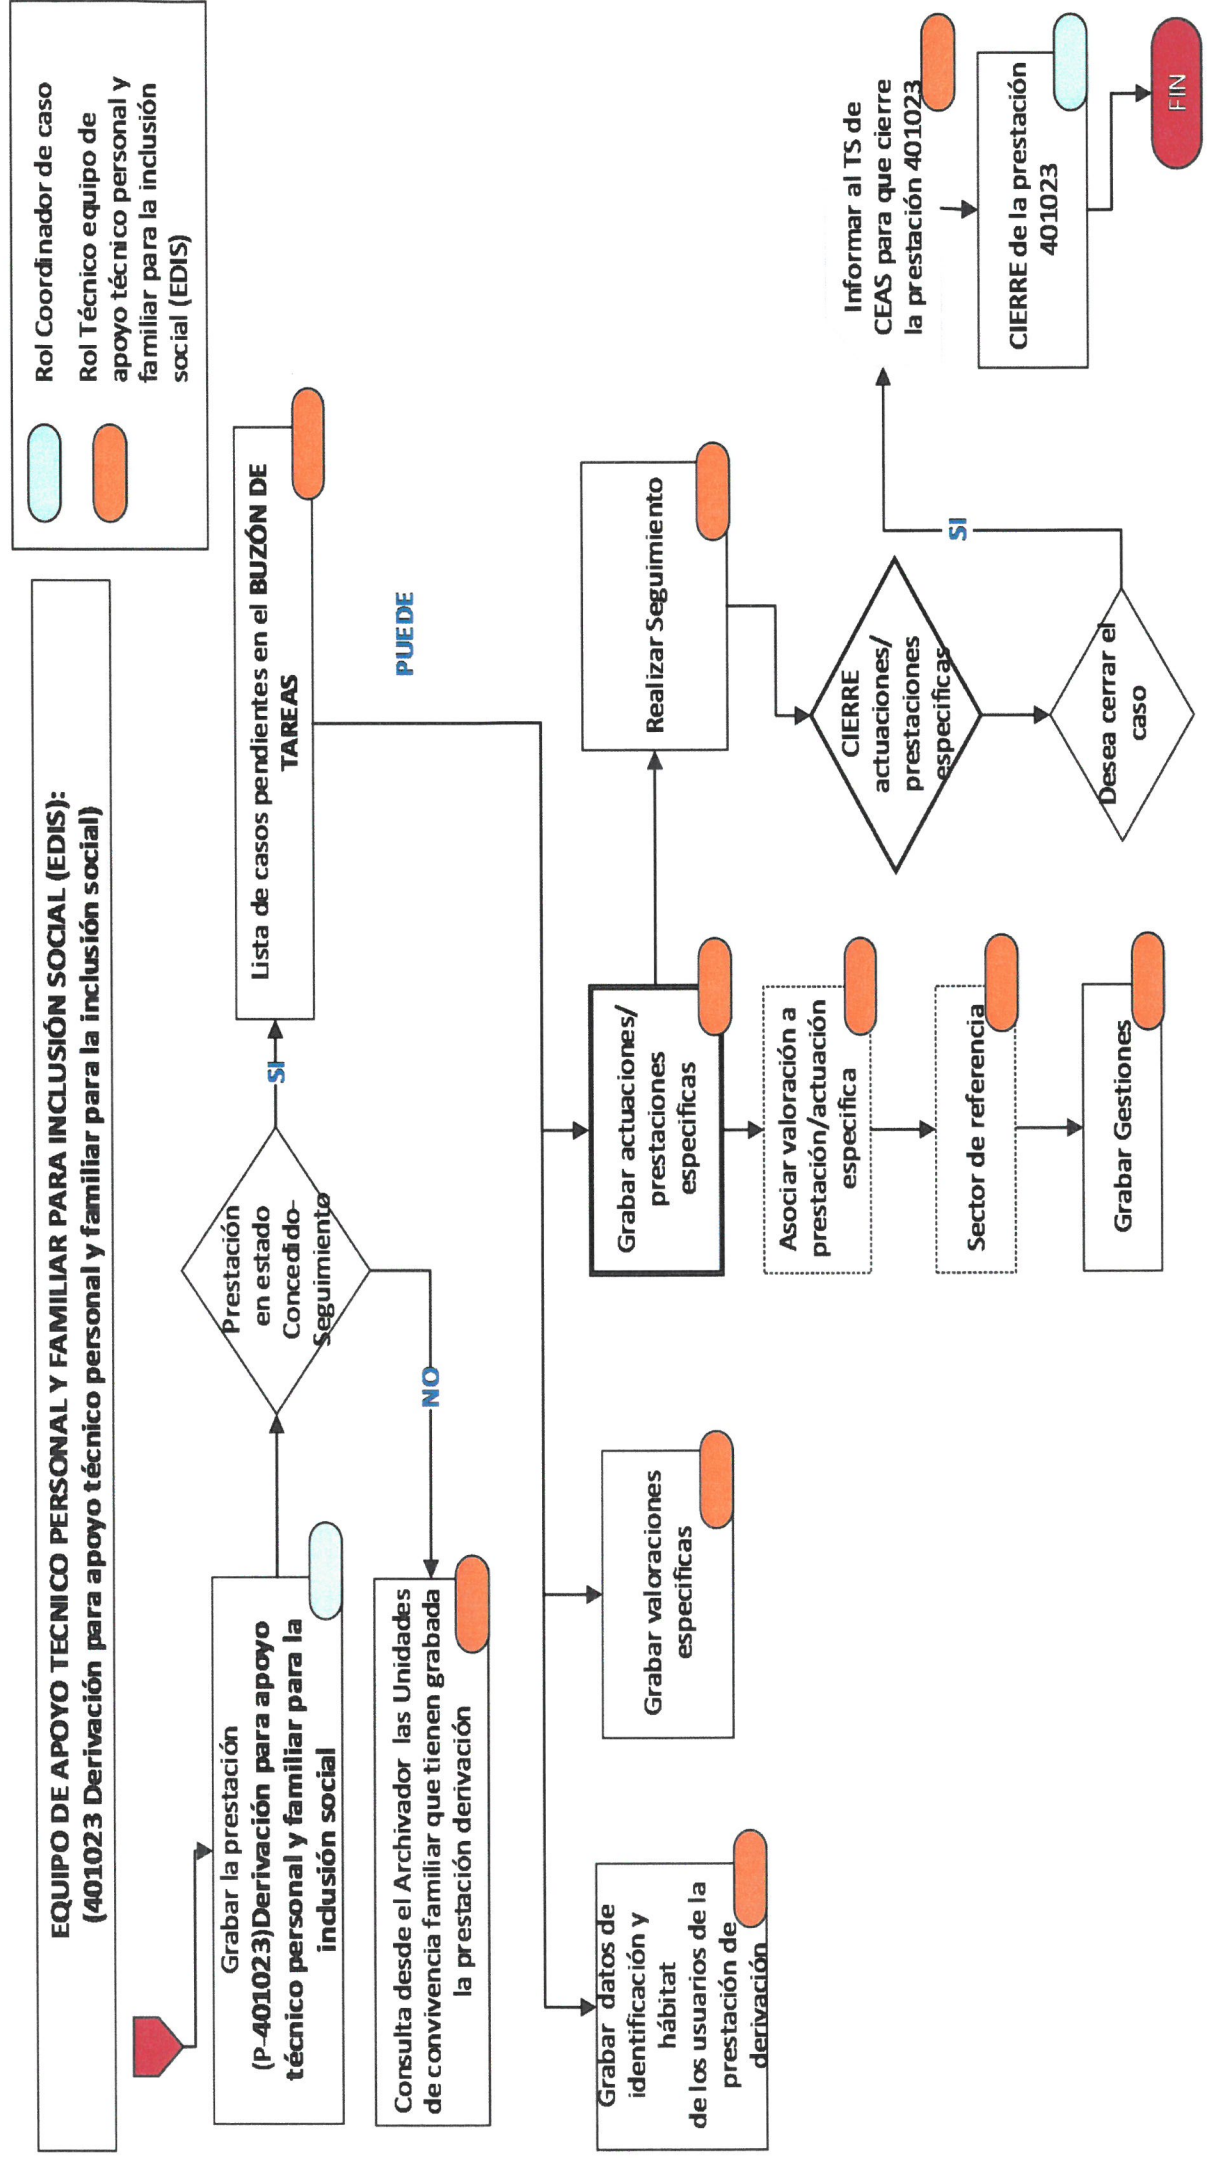 EQUIPO DE APOYO TECNICO PERSONAL Y FAMILIAR PARA INCLUSIÓN SOCIAL (EDIS):
(401023 Derivación para apoyo técnico personal y familiar para la inclusión social)
Rol Coordinador de caso
Rol Técnico equipo de
apoyo técnico personal y
familiar para la inclusión
social (EDIS)
Grabar la prestación
(P-401023)Derivación para apoyo
técnico personal y familiar para la
inclusión social
Prestación
en estado
Concedido-
Seguimiento
SI
Lista de casos pendientes en el BUZÓN DE
TAREAS
NO
Consulta desde el Archivador las Unidades
de convivencia familiar que tienen grabada
la prestación derivación
PUEDE
Grabar datos de
identificación y
hábitat
de los usuarios de la
prestación de
derivación
Grabar valoraciones
especificas
Grabar actuaciones/
prestaciones
especificas
Asociar valoración a
prestación/actuación
especifica
Sector de referencia
Grabar Gestiones
Realizar Seguimiento
CIERRE
actuaciones/
prestaciones
especificas
Desea cerrar el
caso
SI
Informar al TS de
CEAS para que cierre
la prestación 401023
CIERRE de la prestación
401023
FIN